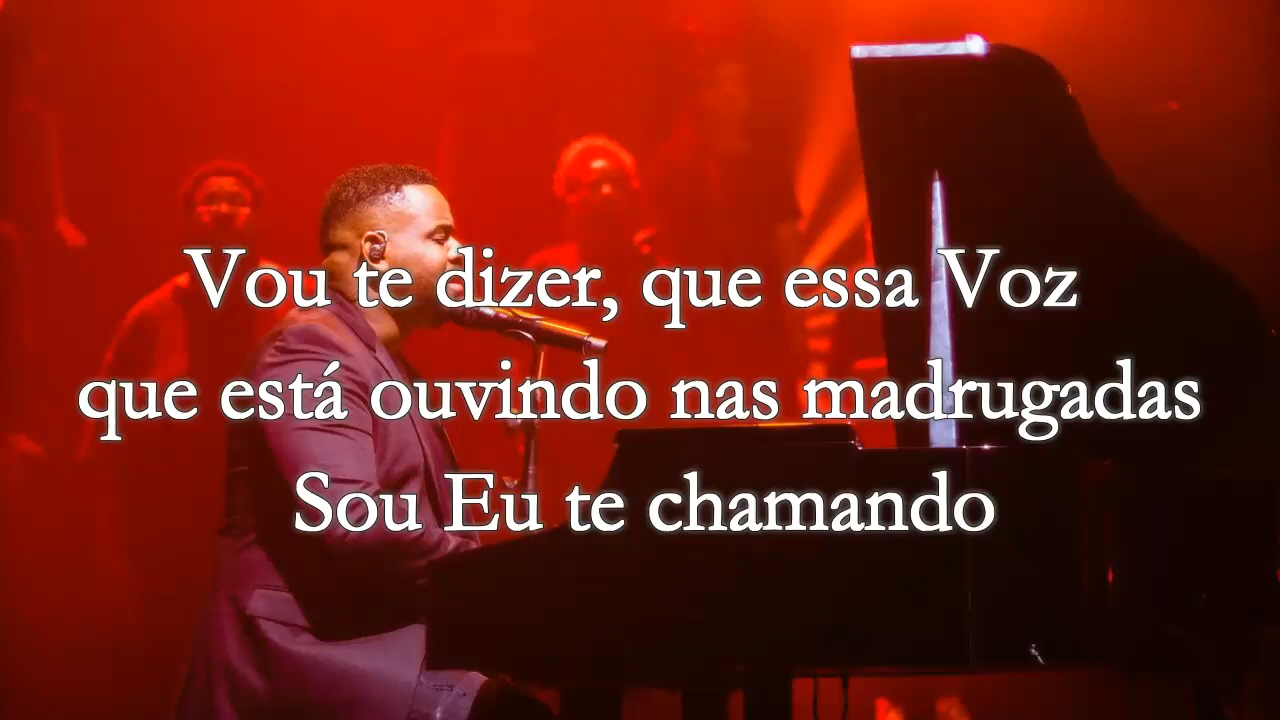 Vou te dizer, que essa Voz
que está ouvindo nas madrugadas
Sou Eu te chamando